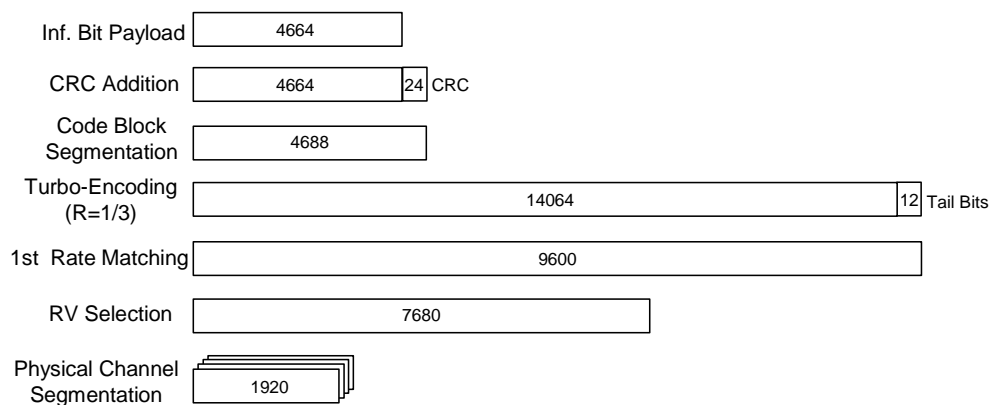 Inf. Bit Payload 4664
CRC Addition 4664 24 CRC
Code Block
Segmentation 4688
Turbo-Encoding
(R=1/3) 14064 12 Tail Bits
1st Rate Matching 9600
RV Selection 7680
Physical Channel
Segmentation 1920